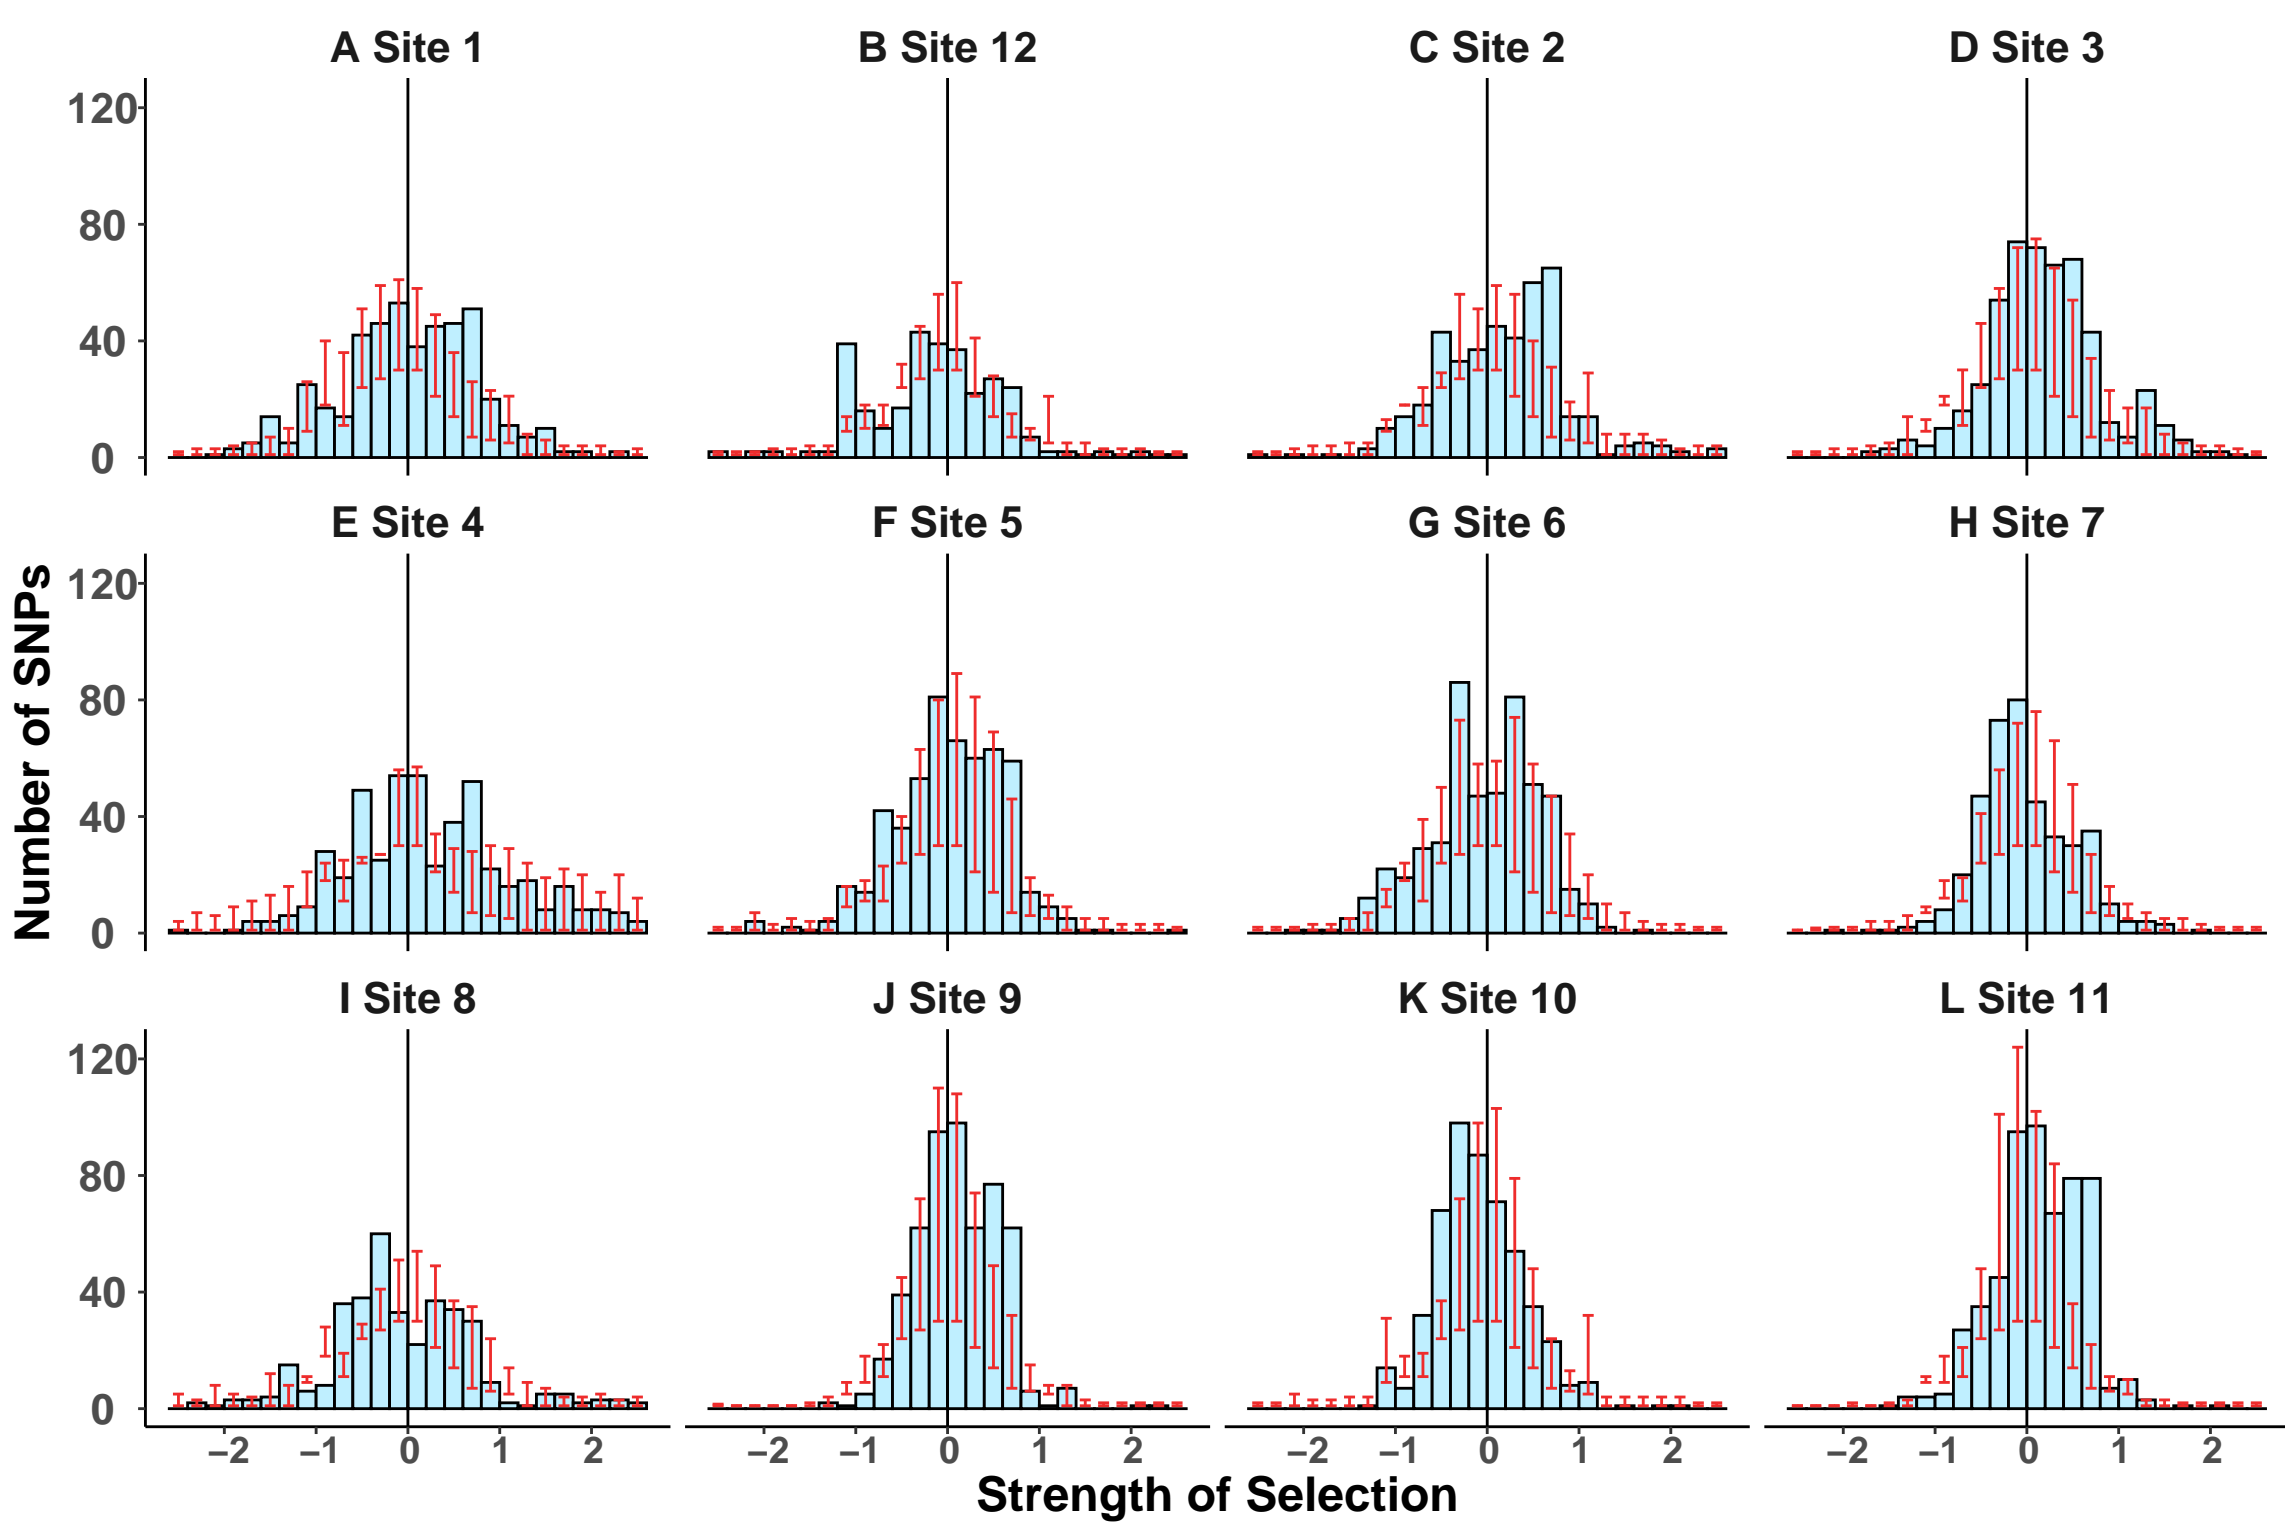 A Site 1
B Site 12
C Site 2
D Site 3
120
80
40
0
E Site 4
F Site 5
G Site 6
H Site 7
120
80
40
0
Number of SNPs
I Site 8
J Site 9
K Site 10
L Site 11
120
80
40
0
−2 −1 0 1 2
−2 −1 0 1 2
−2 −1 0 1 2
−2 −1 0 1 2
Strength of Selection